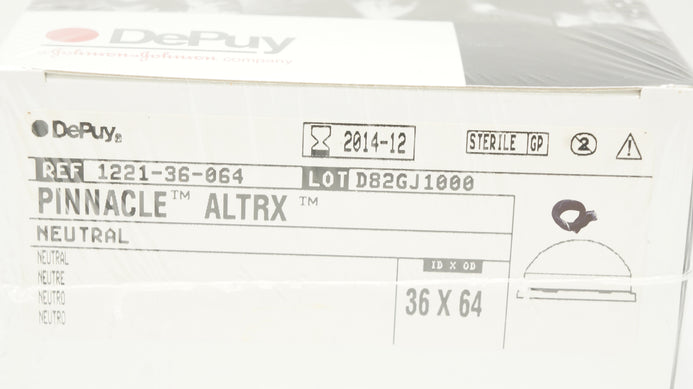 DePuy
a Johnson & Johnson company
DePuy
2014-12
STERILE GP
2
REF 1221-36-064 LOT D82GJ1000
PINNACLE™ ALTRX™
NEUTRAL
NEUTRAL
NEUTRE
NEUTRO
NEUTRO
ID X OD
36 X 64